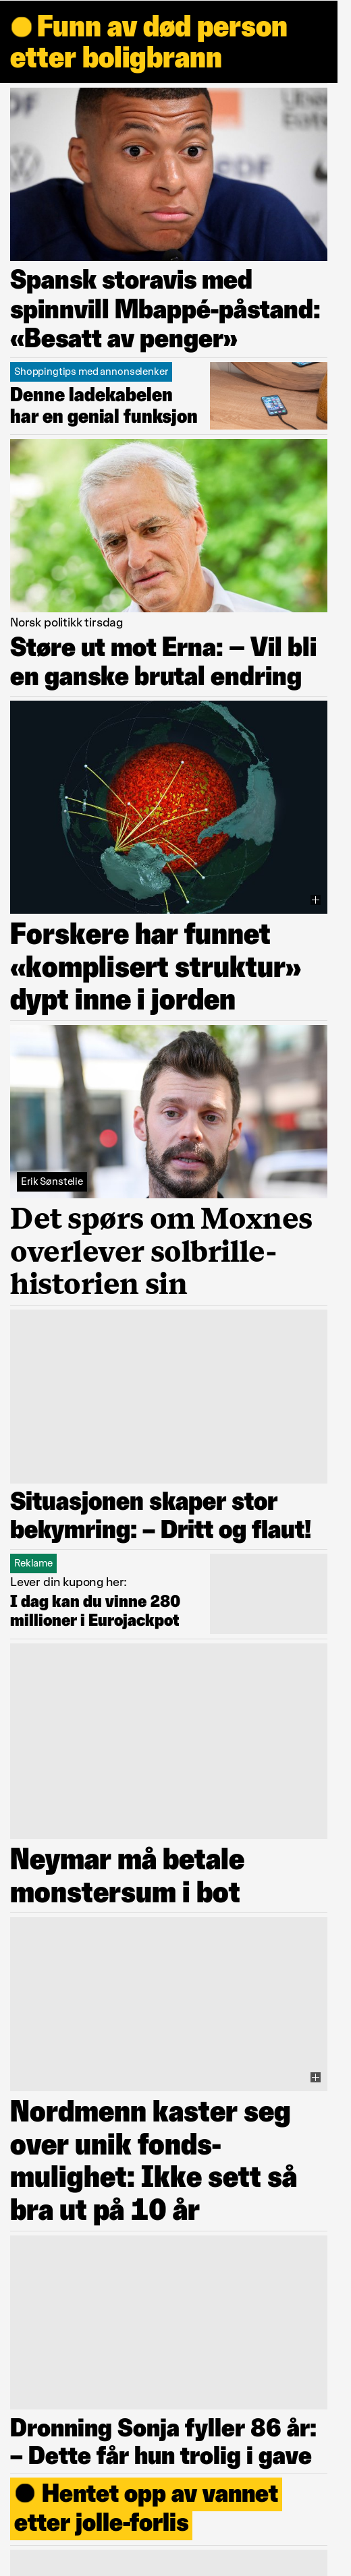 Funn av død person
etter boligbrann
Spansk storavis med
spinnvill Mbappé-påstand:
«Besatt av penger»
Shoppingtips med annonselenker
Denne ladekabelen
har en genial funksjon
Norsk politikk tirsdag
Støre ut mot Erna: – Vil bli
en ganske brutal endring
Forskere har funnet
«komplisert struktur»
dypt inne i jorden
Erik Sønstelie
Det spørs om Moxnes
overlever solbrille-
historien sin
Situasjonen skaper stor
bekymring: – Dritt og flaut!
Reklame
Lever din kupong her:
I dag kan du vinne 280
millioner i Eurojackpot
Neymar må betale
monstersum i bot
Nordmenn kaster seg
over unik fonds-
mulighet: Ikke sett så
bra ut på 10 år
Dronning Sonja fyller 86 år:
– Dette får hun trolig i gave
Hentet opp av vannet
etter jolle-forlis